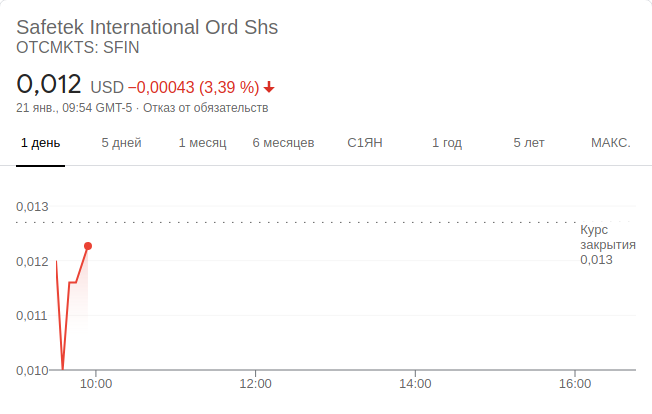 Safetek International Ord Shs
OTCMKTS: SFIN
0,012 USD −0,00043 (3,39 %)
21 янв., 09:54 GMT-5 · Отказ от обязательств
1 день 5 дней 1 месяц 6 месяцев С1ЯН 1 год 5 лет МАКС.
0,013
Курс
закрытия
0,013
0,012
0,011
0,010
10:00 12:00 14:00 16:00